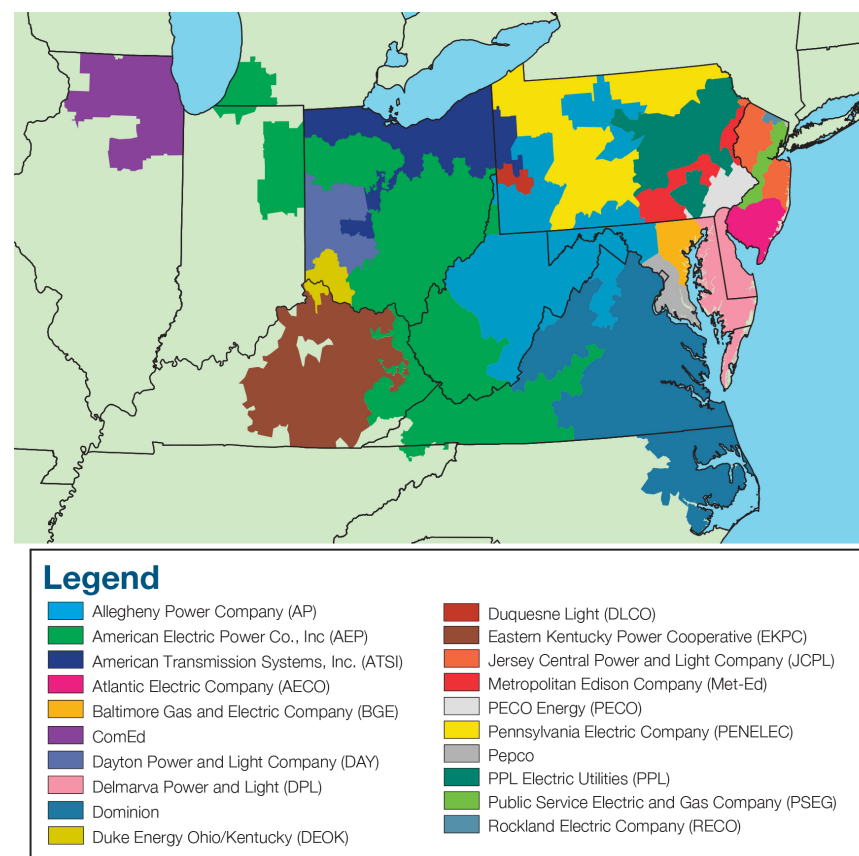 Legend
Allegheny Power Company (AP)
American Electric Power Co., Inc (AEP)
American Transmission Systems, Inc. (ATSI)
Atlantic Electric Company (AECO)
Baltimore Gas and Electric Company (BGE)
ComEd
Dayton Power and Light Company (DAY)
Delmarva Power and Light (DPL)
Dominion
Duke Energy Ohio/Kentucky (DEOK)
Duquesne Light (DLCO)
Eastern Kentucky Power Cooperative (EKPC)
Jersey Central Power and Light Company (JCPL)
Metropolitan Edison Company (Met-Ed)
PECO Energy (PECO)
Pennsylvania Electric Company (PENELEC)
Pepco
PPL Electric Utilities (PPL)
Public Service Electric and Gas Company (PSEG)
Rockland Electric Company (RECO)